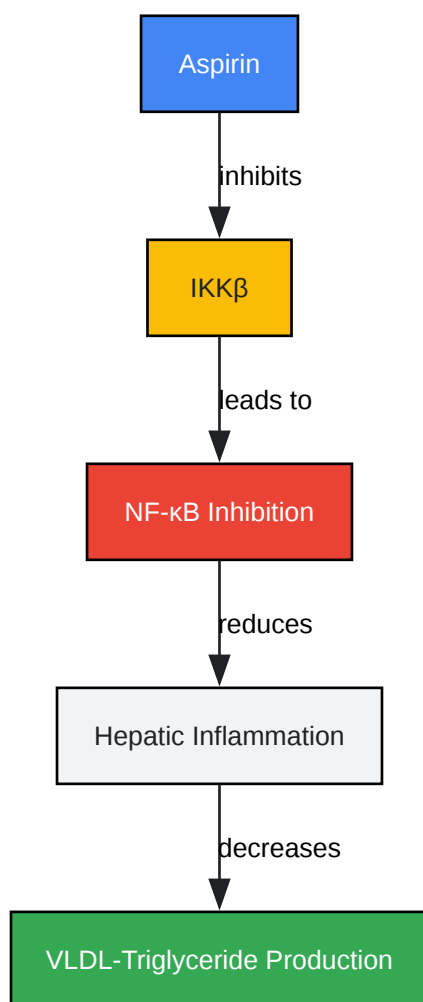 Aspirin
inhibits
IKKβ
leads to
NF-κB Inhibition
reduces
Hepatic Inflammation
decreases
VLDL-Triglyceride Production